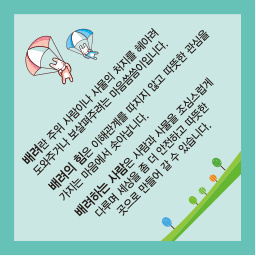 배려란 주위 사람이나 사물의 처지를 헤아려
도와주거나 보살펴주려는 마음씀씀이입니다.
배려의 힘은 이해관계를 따지지 않고 따뜻한 관심을
가지는 마음에서 솟아납니다.
배려하는 사람은 사람과 사물을 조심스럽게
다루며 세상을 좀 더 안전하고 따뜻한
곳으로 만들어 갈 수 있습니다.